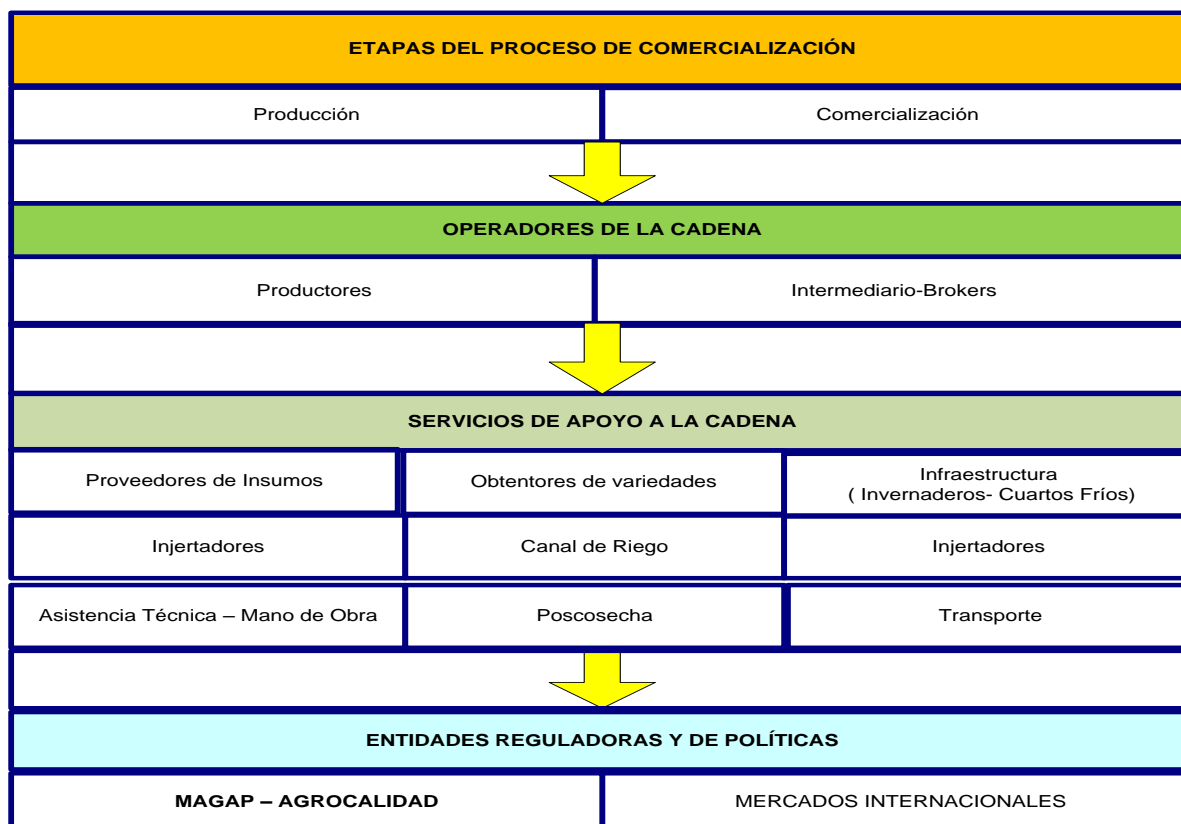 ETAPAS DEL PROCESO DE COMERCIALIZACIÓN
Producción
Comercialización
OPERADORES DE LA CADENA
Productores
Intermediario-Brokers
SERVICIOS DE APOYO A LA CADENA
Proveedores de Insumos
Obtentores de variedades
Infraestructura
( Invernaderos- Cuartos Fríos)
Injertadores
Canal de Riego
Injertadores
Asistencia Técnica – Mano de Obra
Poscosecha
Transporte
ENTIDADES REGULADORAS Y DE POLÍTICAS
MAGAP – AGROCALIDAD
MERCADOS INTERNACIONALES